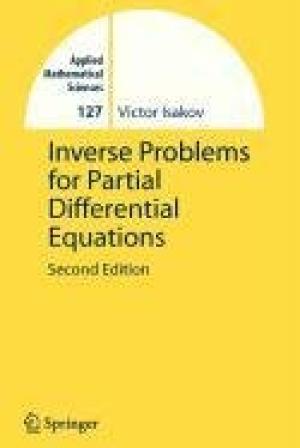 Applied
Mathematical
Sciences
127
Victor Isakov
Inverse Problems
for Partial
Differential
Equations
Second Edition
Springer